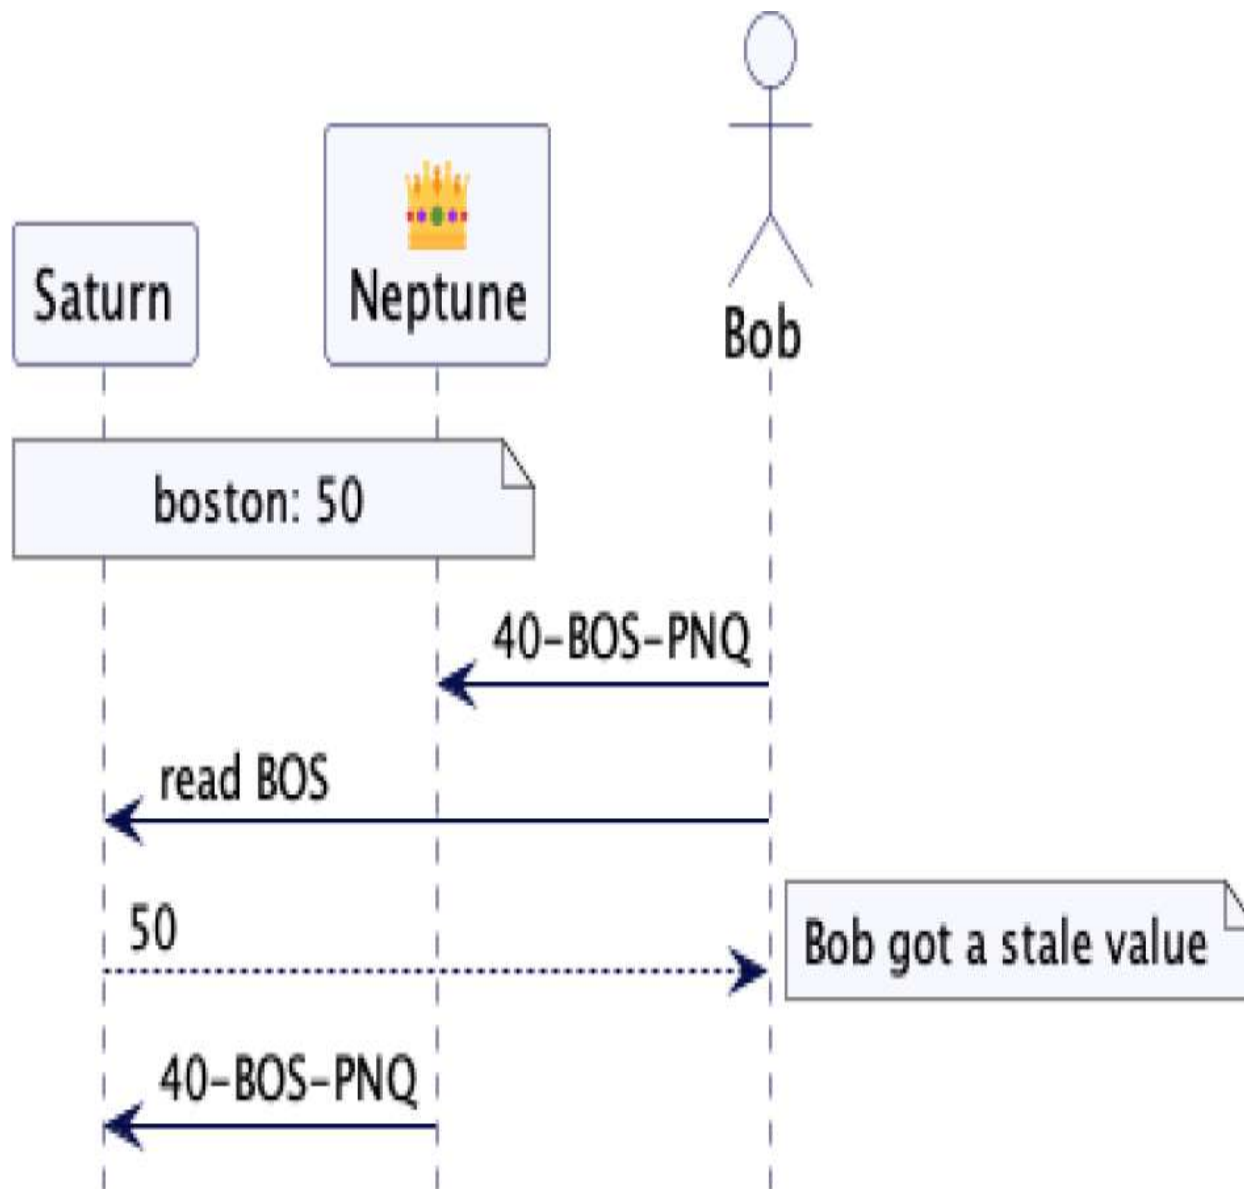 Saturn
Neptune
Bob
boston: 50
40-BOS-PNQ
read BOS
50
Bob got a stale value
40-BOS-PNQ